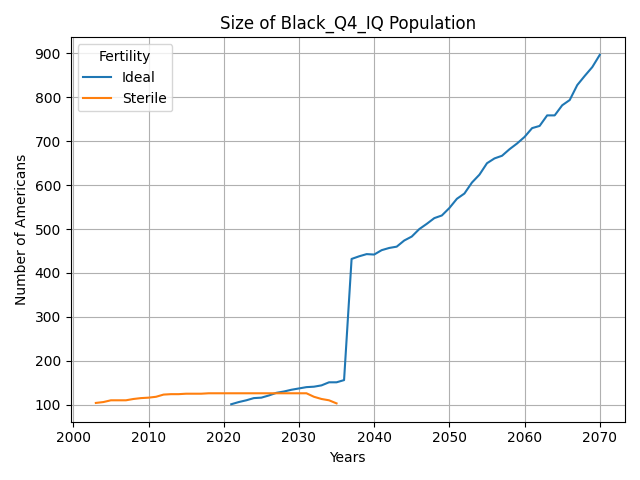 Size of Black_Q4_IQ Population
Fertility
Ideal
Sterile
Number of Americans
900
800
700
600
500
400
300
200
100
2000 2010 2020 2030 2040 2050 2060 2070
Years